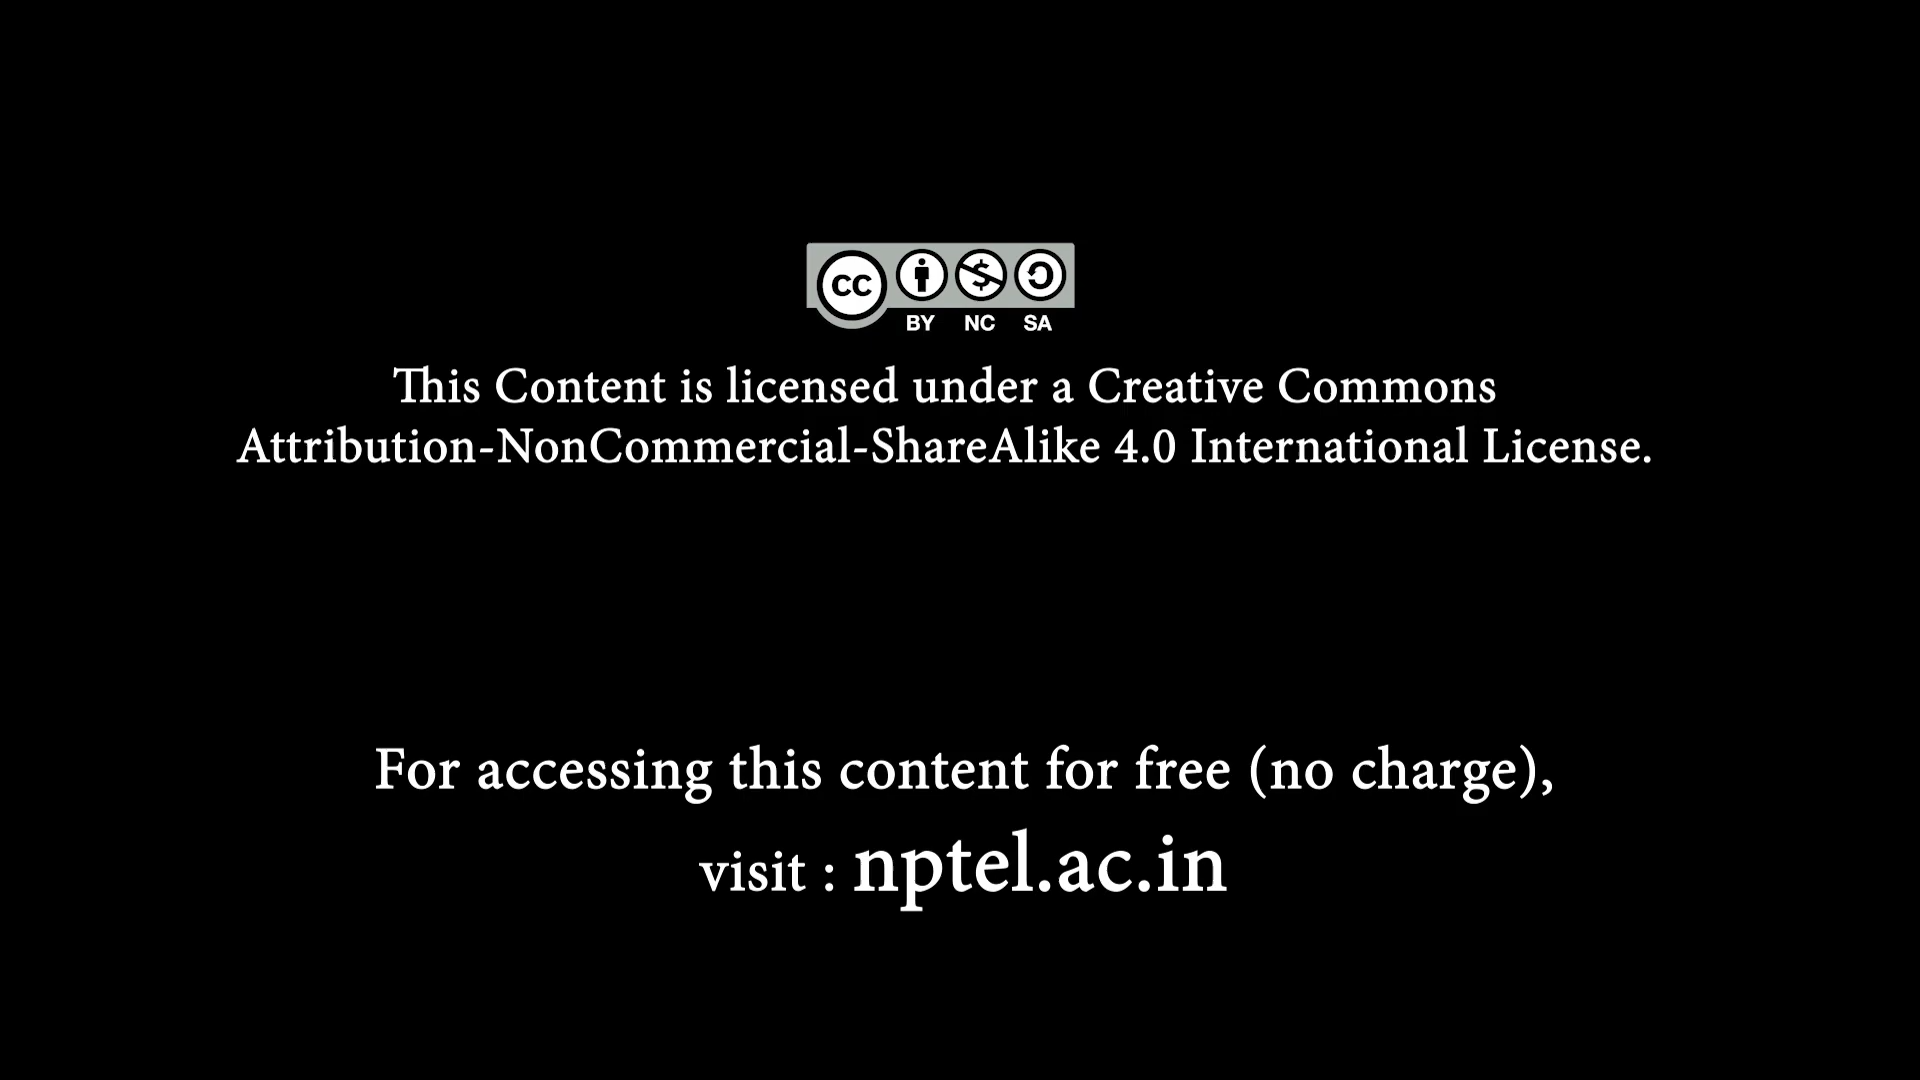 cc
BY NC SA
This Content is licensed under a Creative Commons
Attribution-NonCommercial-ShareAlike 4.0 International License.
For accessing this content for free (no charge),
visit : nptel.ac.in